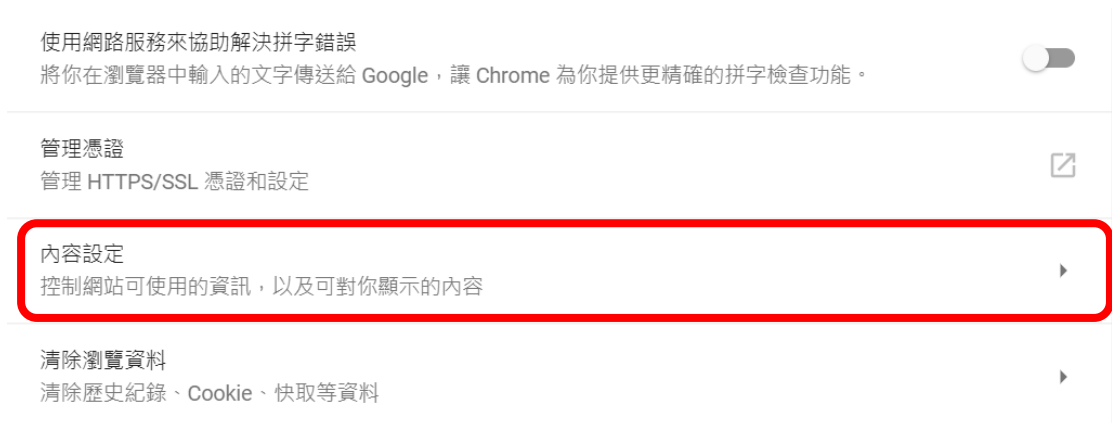 使用網路服務來協助解決拼字錯誤
將你在瀏覽器中輸入的文字傳送給 Google，讓 Chrome 為你提供更精確的拼字檢查功能。
管理憑證
管理 HTTPS/SSL 憑證和設定
內容設定
控制網站可使用的資訊，以及可對你顯示的內容
清除瀏覽資料
清除歷史紀錄、Cookie、快取等資料